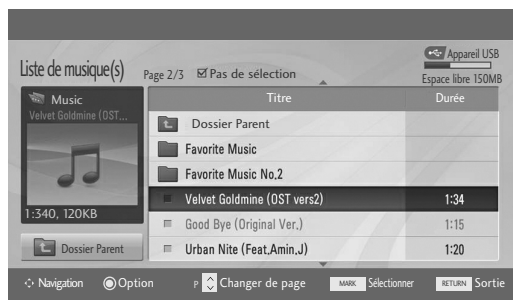 Appareil USB
Liste de musique(s) Page 2/3 Pas de sélection Espace libre 150MB
Music
Velvet Goldmine (OST...
1:340, 120KB
Dossier Parent
Titre Durée
Dossier Parent
Favorite Music
Favorite Music No.2
Velvet Goldmine (OST vers2) 1:34
Good Bye (Original Ver.) 1:15
Urban Nite (Feat.Amin.J) 1:20
Navigation Option P Changer de page MARK Sélectionner RETURN Sortie